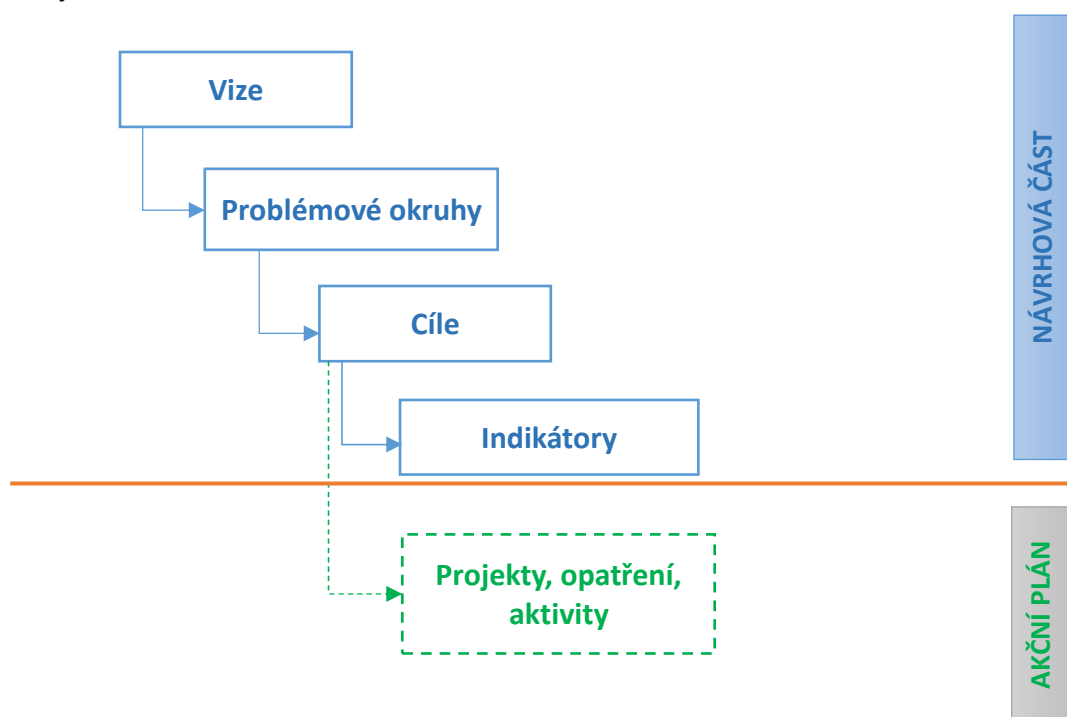 Vize
Problémové okruhy
Cíle
Indikátory
Projekty, opatření,
aktivity
NÁVRHOVÁ ČÁST
AKČNÍ PLÁN